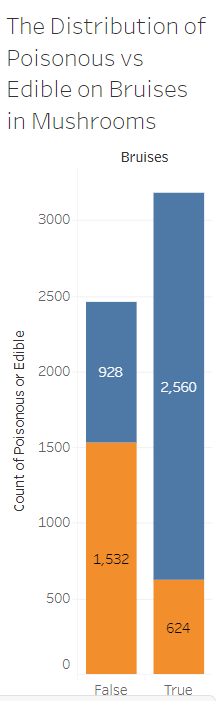 The Distribution of
Poisonous vs
Edible on Bruises
in Mushrooms
Bruises
3000
2500
2000
1500
1000
500
0
Count of Poisonous or Edible
928
2,560
1,532
624
False
True